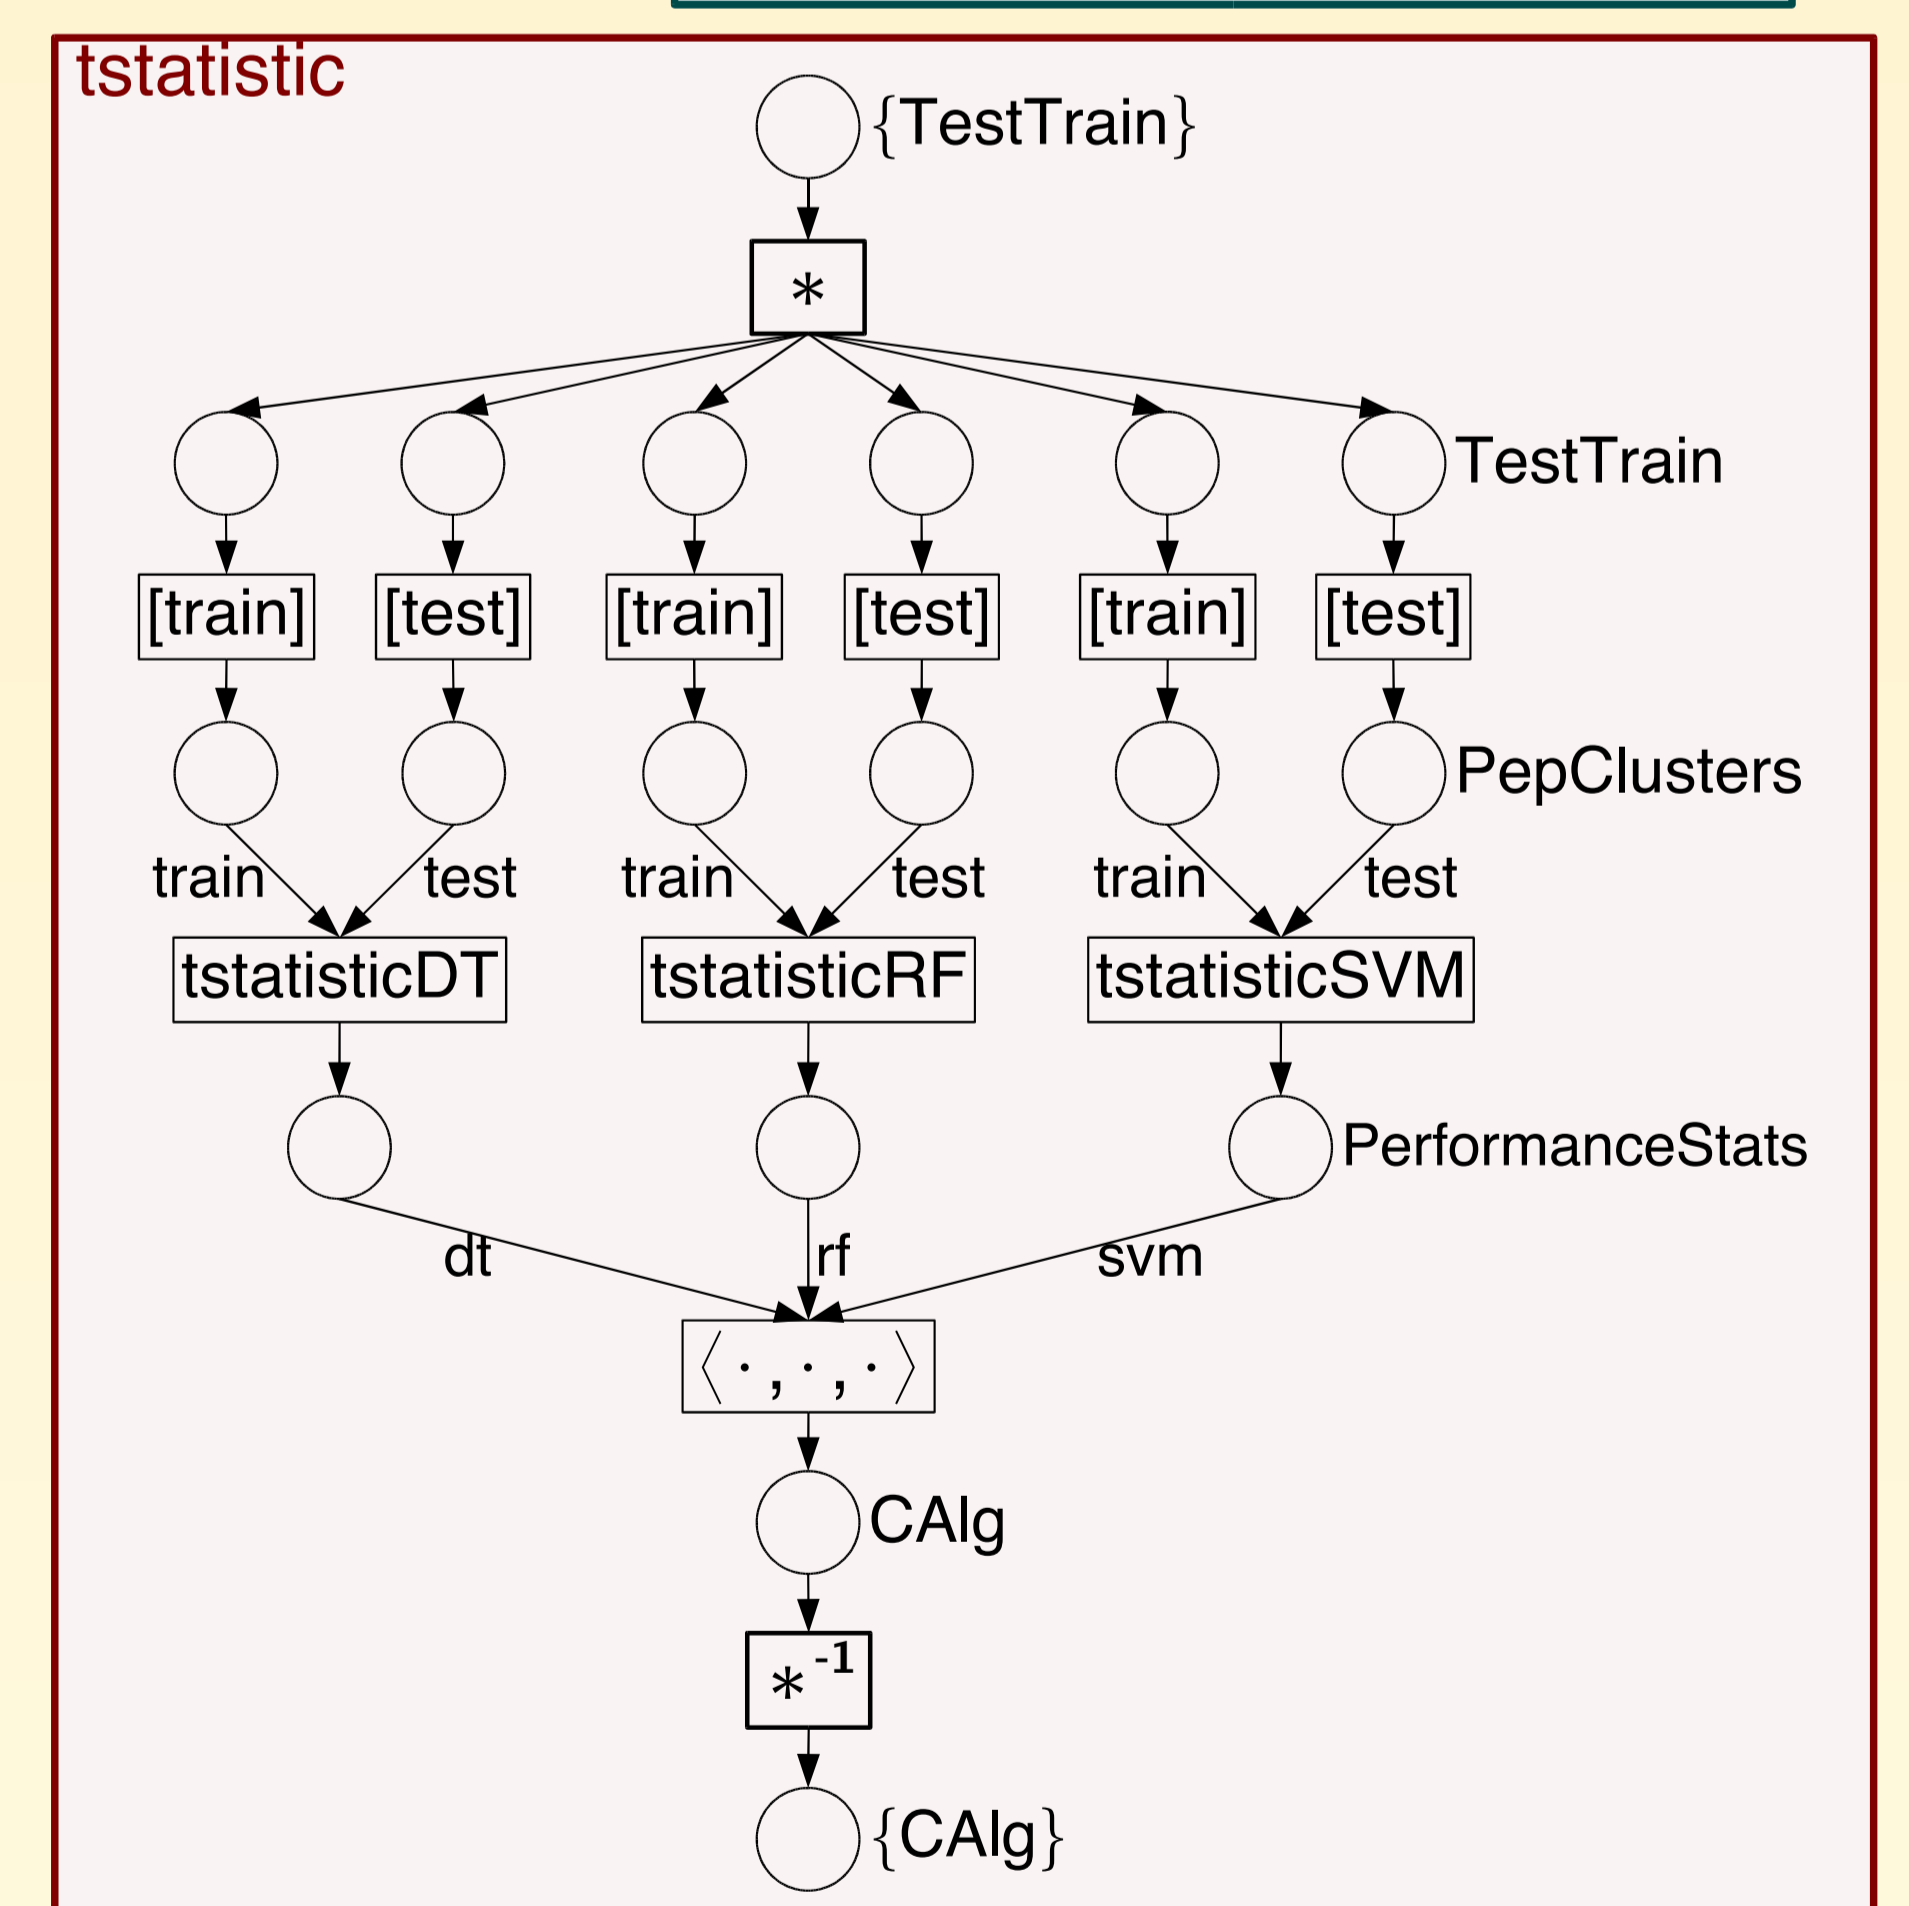 tstatistic
{TestTrain}
*
TestTrain
[train] [test] [train] [test] [train] [test]
PepClusters
train test train test train test
tstatisticDT tstatisticRF tstatisticSVM
PerformanceStats
dt rf svm
⟨·,·,·⟩
CAlg
*-1
{CAlg}